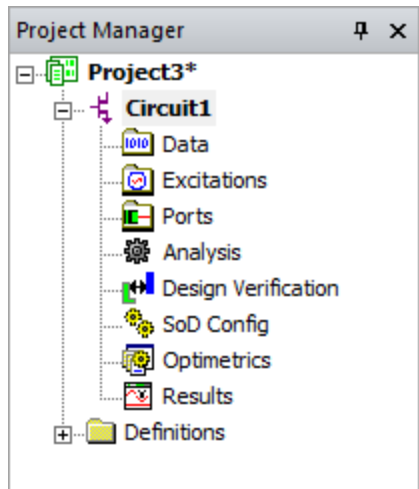 Project Manager
Project3*
Circuit1
Data
Excitations
Ports
Analysis
Design Verification
SoD Config
Optimetrics
Results
Definitions